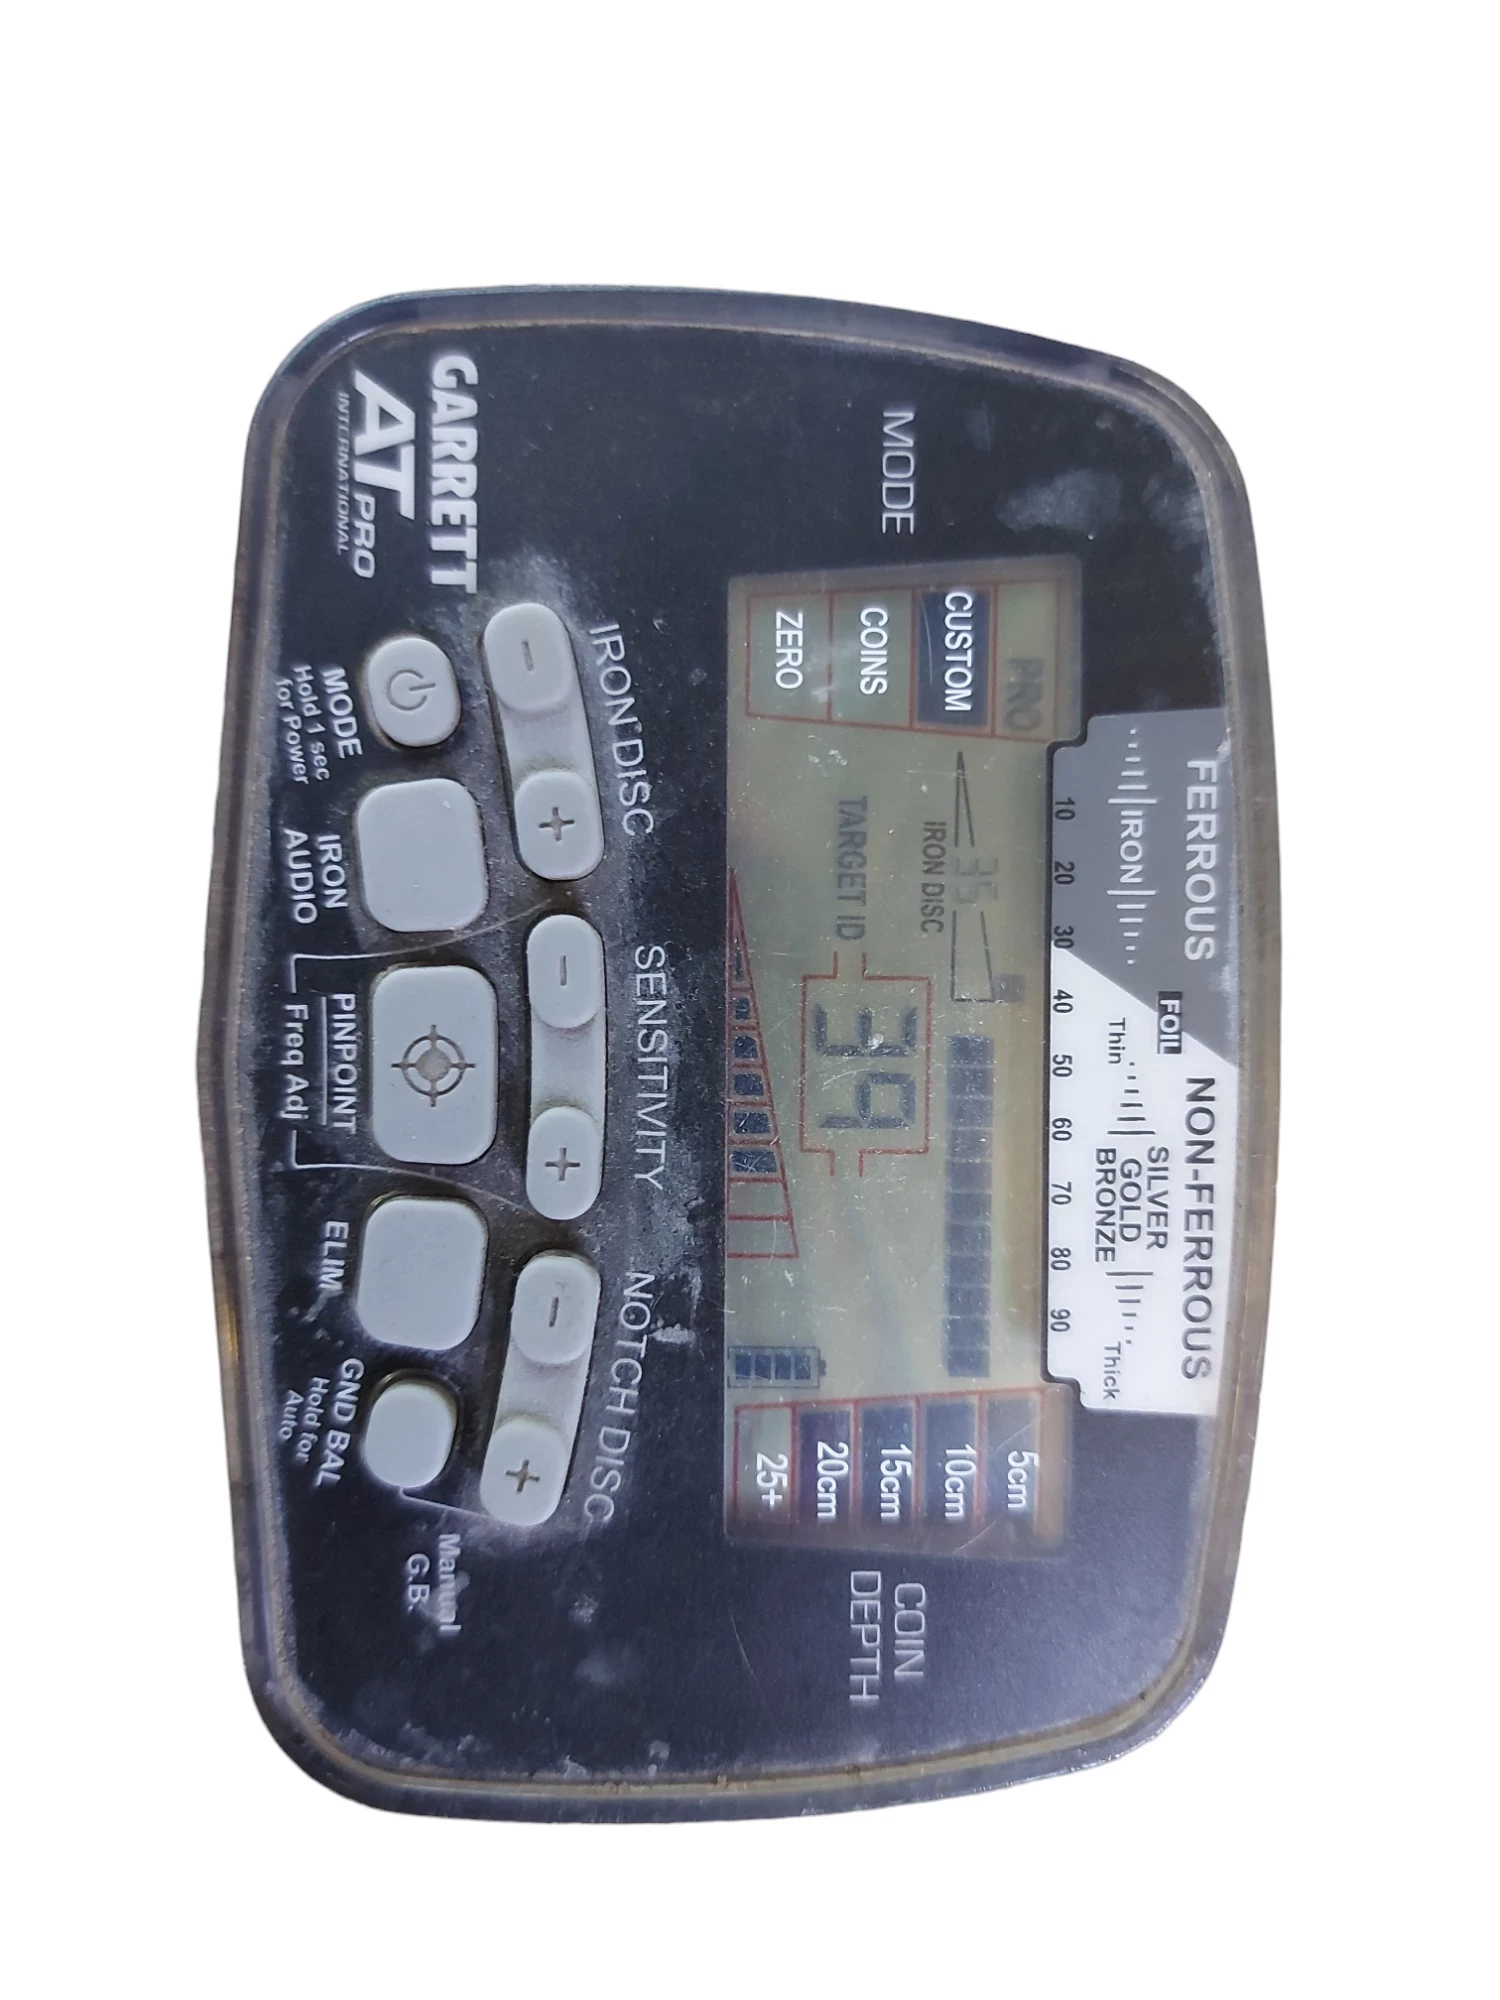 FERROUS
NON-FERROUS
IRON
FOIL
Thin
SILVER
GOLD
BRONZE
Thick
10 20 30 40 50 60 70 80 90
MODE
PRO
CUSTOM
COINS
ZERO
35
IRON DISC
TARGET ID
39
5cm
10cm
15cm
20cm
25+
COIN
DEPTH
IRON DISC
SENSITIVITY
NOTCH DISC
- +
- +
- +
GARRETT
AT PRO
INTERNATIONAL
MODE
Hold 1 sec
for Power
IRON
AUDIO
PINPOINT
Freq Adj
ELIM
GND BAL
Hold for
Auto
Manual
G.B.